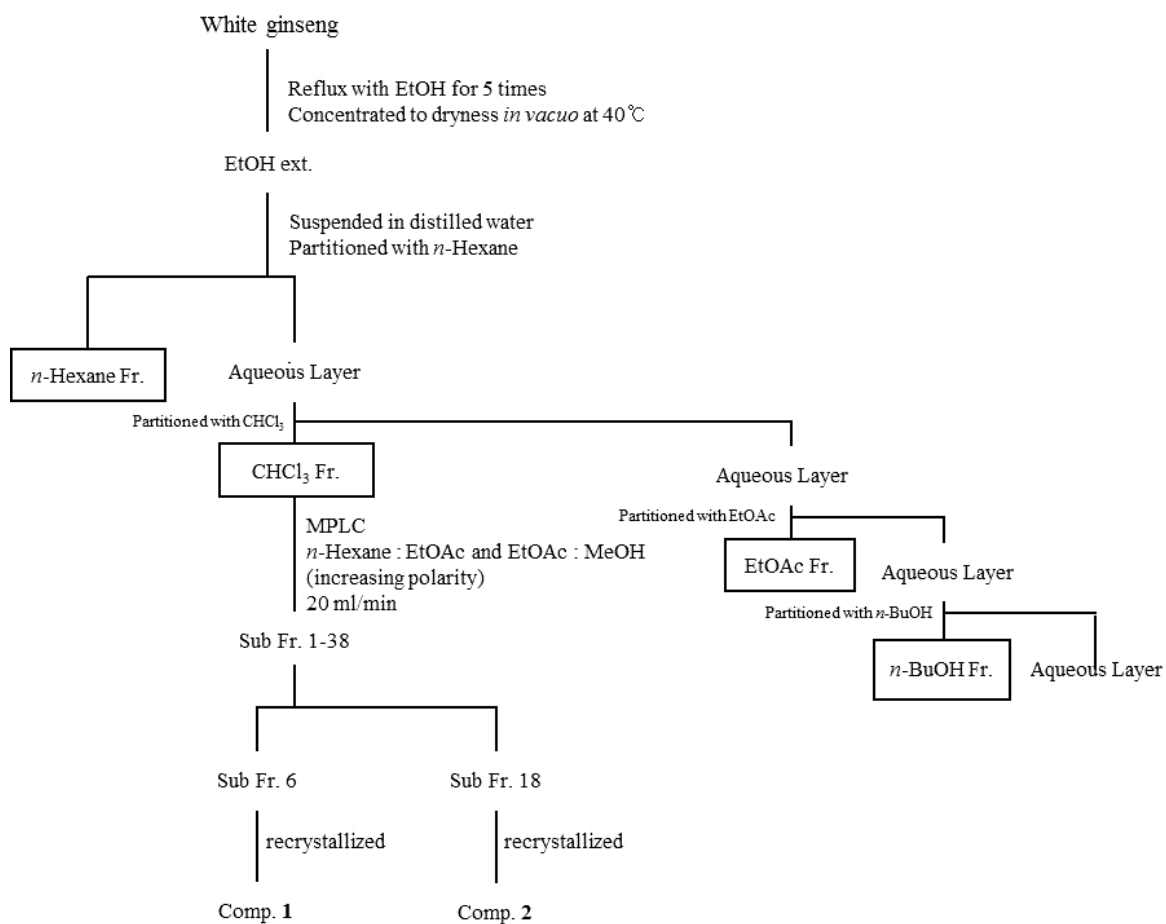 White ginseng
Reflux with EtOH for 5 times
Concentrated to dryness in vacuo at 40℃
EtOH ext.
Suspended in distilled water
Partitioned with n-Hexane
n-Hexane Fr.
Aqueous Layer
Partitioned with CHCl₃
CHCl₃ Fr.
Aqueous Layer
Partitioned with EtOAc
EtOAc Fr.
Aqueous Layer
Partitioned with n-BuOH
n-BuOH Fr.
Aqueous Layer
MPLC
n-Hexane : EtOAc and EtOAc : MeOH
(increasing polarity)
20 ml/min
Sub Fr. 1-38
Sub Fr. 6
Sub Fr. 18
recrystallized
recrystallized
Comp. 1
Comp. 2